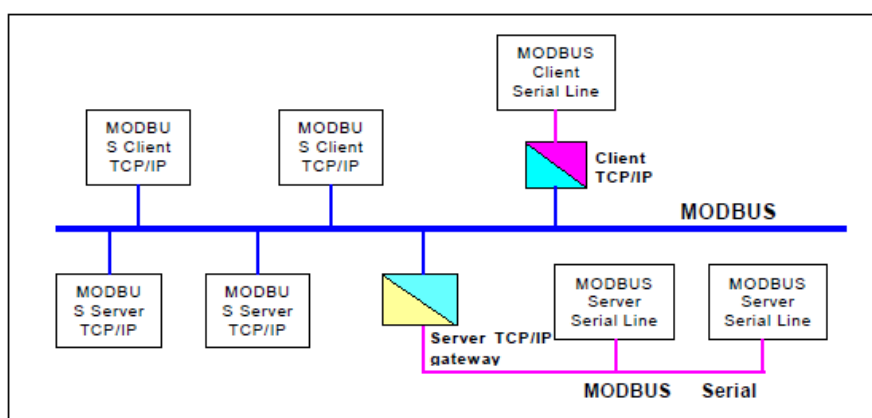 MODBUS
Client
Serial Line
MODBU
S Client
TCP/IP
MODBU
S Client
TCP/IP
Client
TCP/IP
MODBUS
MODBU
S Server
TCP/IP
MODBU
S Server
TCP/IP
MODBUS
Server
Serial Line
MODBUS
Server
Serial Line
Server TCP/IP
gateway
MODBUS Serial